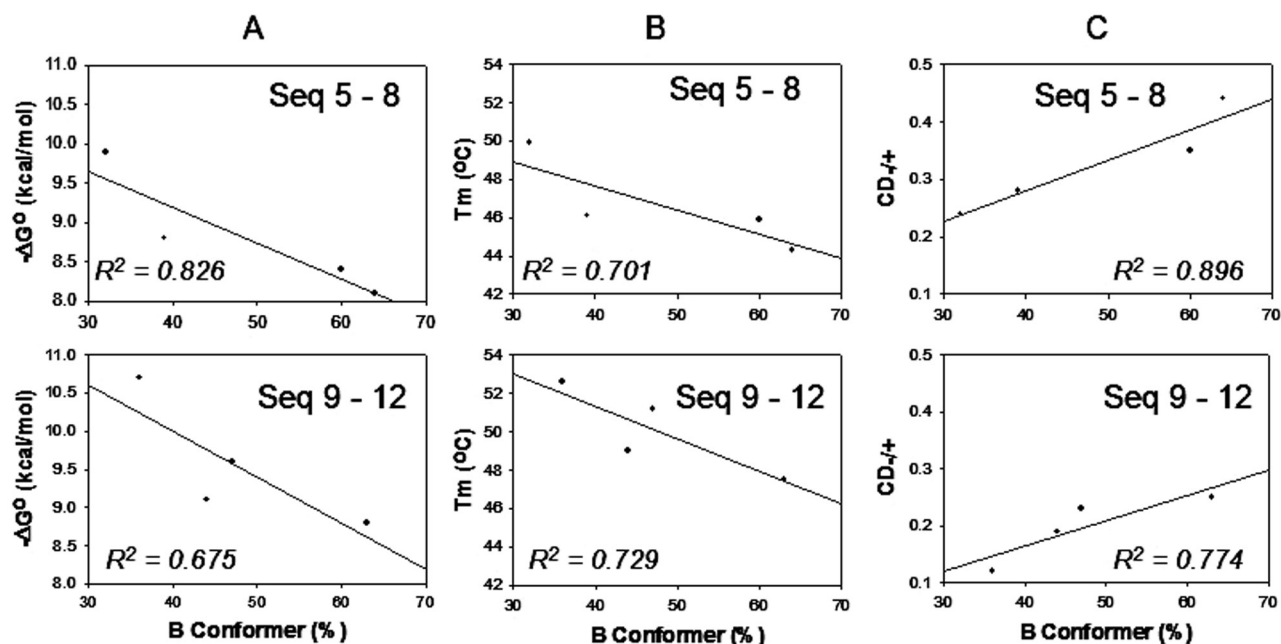 A
B
C
-ΔG° (kcal/mol)
11.0
10.5
10.0
9.5
9.0
8.5
8.0
Seq 5 - 8
R² = 0.826
30 40 50 60 70
Tm (°C)
54
52
50
48
46
44
42
Seq 5 - 8
R² = 0.701
30 40 50 60 70
CD-/+
0.5
0.4
0.3
0.2
0.1
Seq 5 - 8
R² = 0.896
30 40 50 60 70
-ΔG° (kcal/mol)
11.0
10.5
10.0
9.5
9.0
8.5
8.0
Seq 9 - 12
R² = 0.675
30 40 50 60 70
B Conformer (% )
Tm (°C)
54
52
50
48
46
44
42
Seq 9 - 12
R² = 0.729
30 40 50 60 70
B Conformer (% )
CD-/+
0.5
0.4
0.3
0.2
0.1
Seq 9 - 12
R² = 0.774
30 40 50 60 70
B Conformer (% )